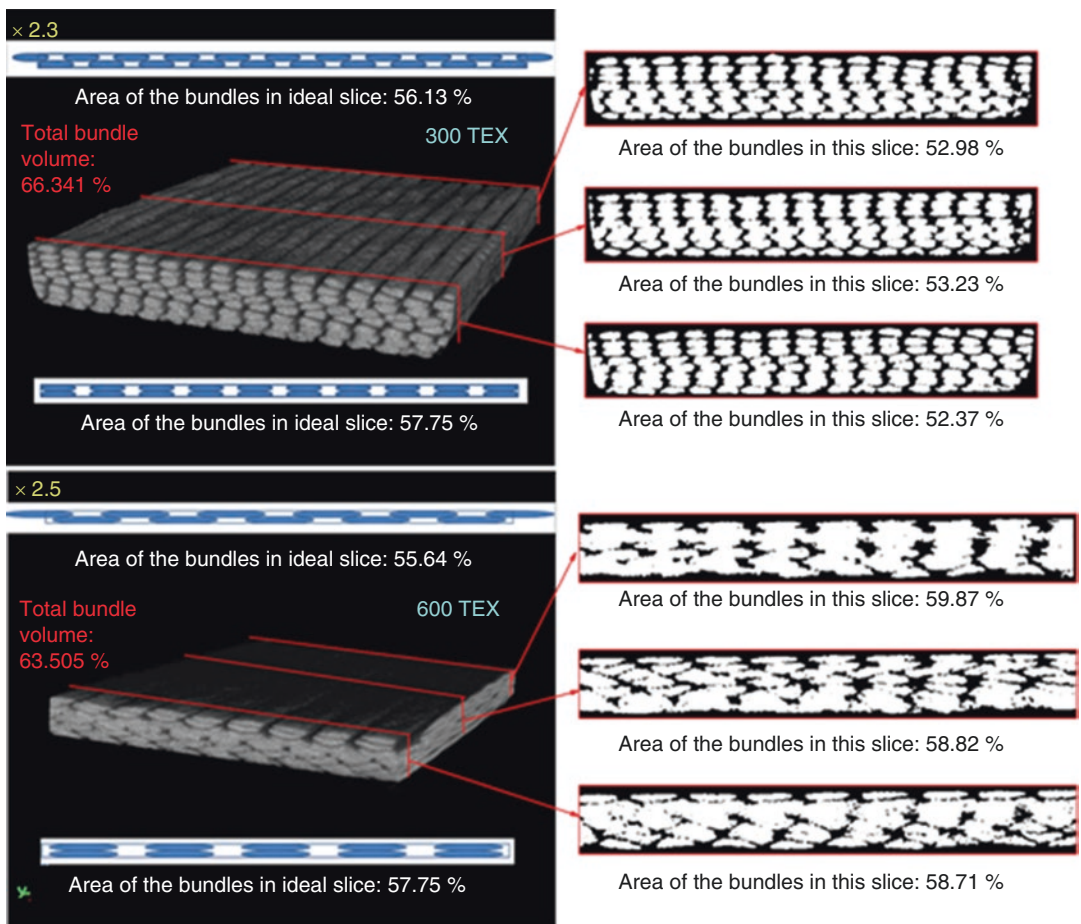 × 2.3
Area of the bundles in ideal slice: 56.13 %
Total bundle
volume:
66.341 %
300 TEX
Area of the bundles in ideal slice: 57.75 %
Area of the bundles in this slice: 52.98 %
Area of the bundles in this slice: 53.23 %
Area of the bundles in this slice: 52.37 %
× 2.5
Area of the bundles in ideal slice: 55.64 %
Total bundle
volume:
63.505 %
600 TEX
Area of the bundles in ideal slice: 57.75 %
Area of the bundles in this slice: 59.87 %
Area of the bundles in this slice: 58.82 %
Area of the bundles in this slice: 58.71 %